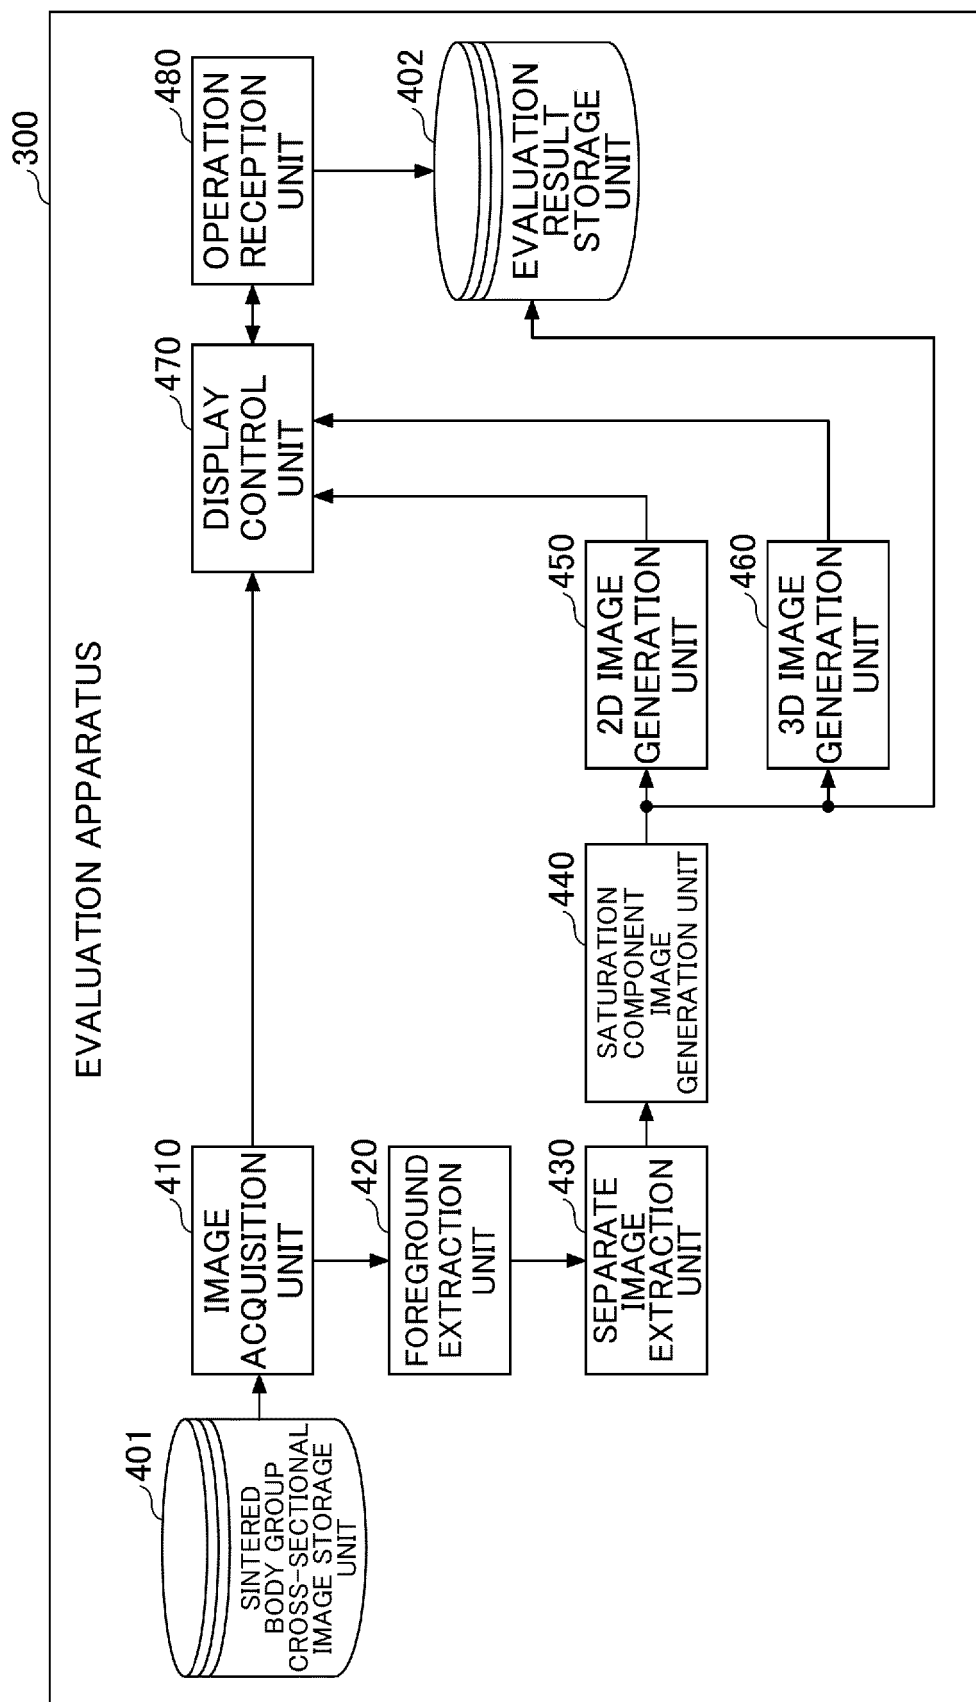 300
EVALUATION APPARATUS
401
SINTERED
BODY GROUP
CROSS-SECTIONAL
IMAGE STORAGE
UNIT
410
IMAGE
ACQUISITION
UNIT
420
FOREGROUND
EXTRACTION
UNIT
430
SEPARATE
IMAGE
EXTRACTION
UNIT
440
SATURATION
COMPONENT
IMAGE
GENERATION UNIT
450
2D IMAGE
GENERATION
UNIT
460
3D IMAGE
GENERATION
UNIT
470
DISPLAY
CONTROL
UNIT
480
OPERATION
RECEPTION
UNIT
402
EVALUATION
RESULT
STORAGE
UNIT